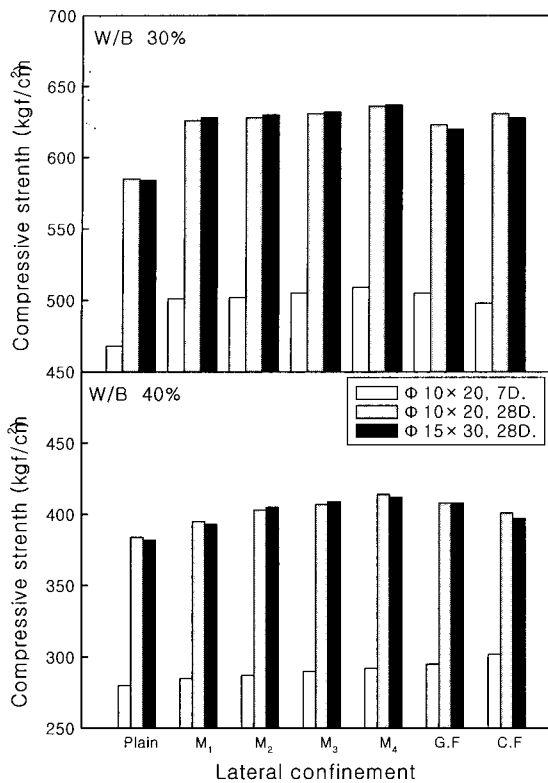 700
W/B 30%
650
600
550
500
450
Compressive strenth (kgf/cm²)
W/B 40%
Φ 10× 20, 7D.
Φ 10× 20, 28D.
Φ 15× 30, 28D.
450
400
350
300
250
Compressive strenth (kgf/cm²)
Plain M₁ M₂ M₃ M₄ G.F C.F
Lateral confinement